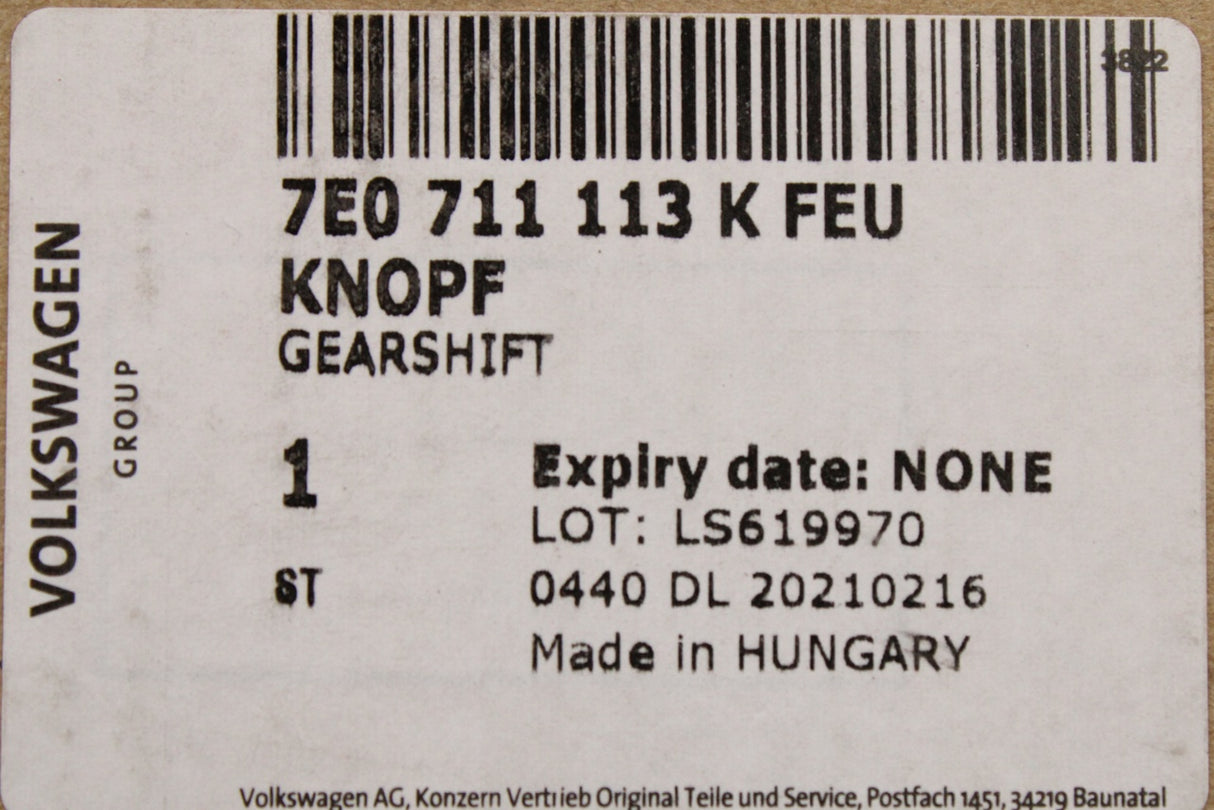 3822
7E0 711 113 K FEU
KNOPF
GEARSHIFT
1
Expiry date: NONE
LOT: LS619970
ST
0440 DL 20210216
Made in HUNGARY
VOLKSWAGEN
GROUP
Volkswagen AG, Konzern Vertrieb Original Teile und Service, Postfach 1451, 34219 Baunatal